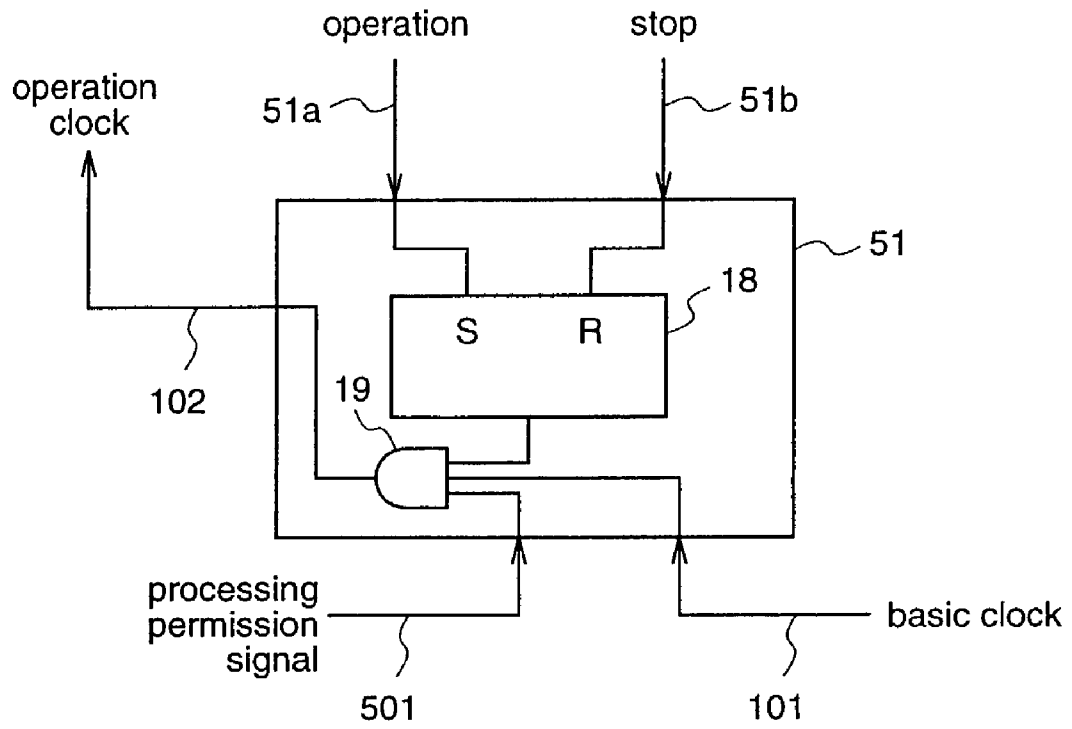 operation
stop
operation
clock
51a
51b
51
18
S
R
102
19
processing
permission
signal
basic clock
501
101